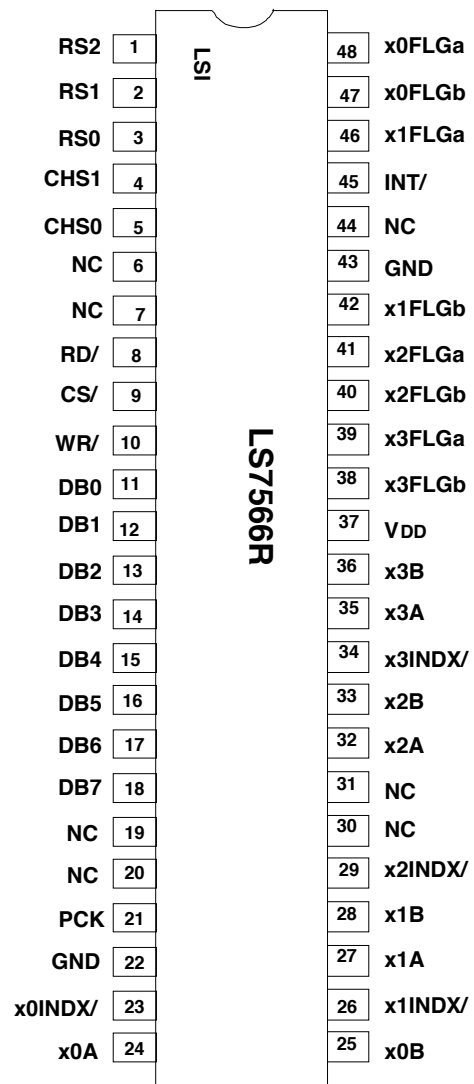 RS2 1 48 x0FLGa
RS1 2 47 x0FLGb
RS0 3 46 x1FLGa
CHS1 4 45 INT/
CHS0 5 44 NC
NC 6 43 GND
NC 7 42 x1FLGb
RD/ 8 41 x2FLGa
CS/ 9 40 x2FLGb
WR/ 10 39 x3FLGa
DB0 11 38 x3FLGb
DB1 12 37 VDD
DB2 13 36 x3B
DB3 14 35 x3A
DB4 15 34 x3INDX/
DB5 16 33 x2B
DB6 17 32 x2A
DB7 18 31 NC
NC 19 30 NC
NC 20 29 x2INDX/
PCK 21 28 x1B
GND 22 27 x1A
x0INDX/ 23 26 x1INDX/
x0A 24 25 x0B
LSI
LS7566R